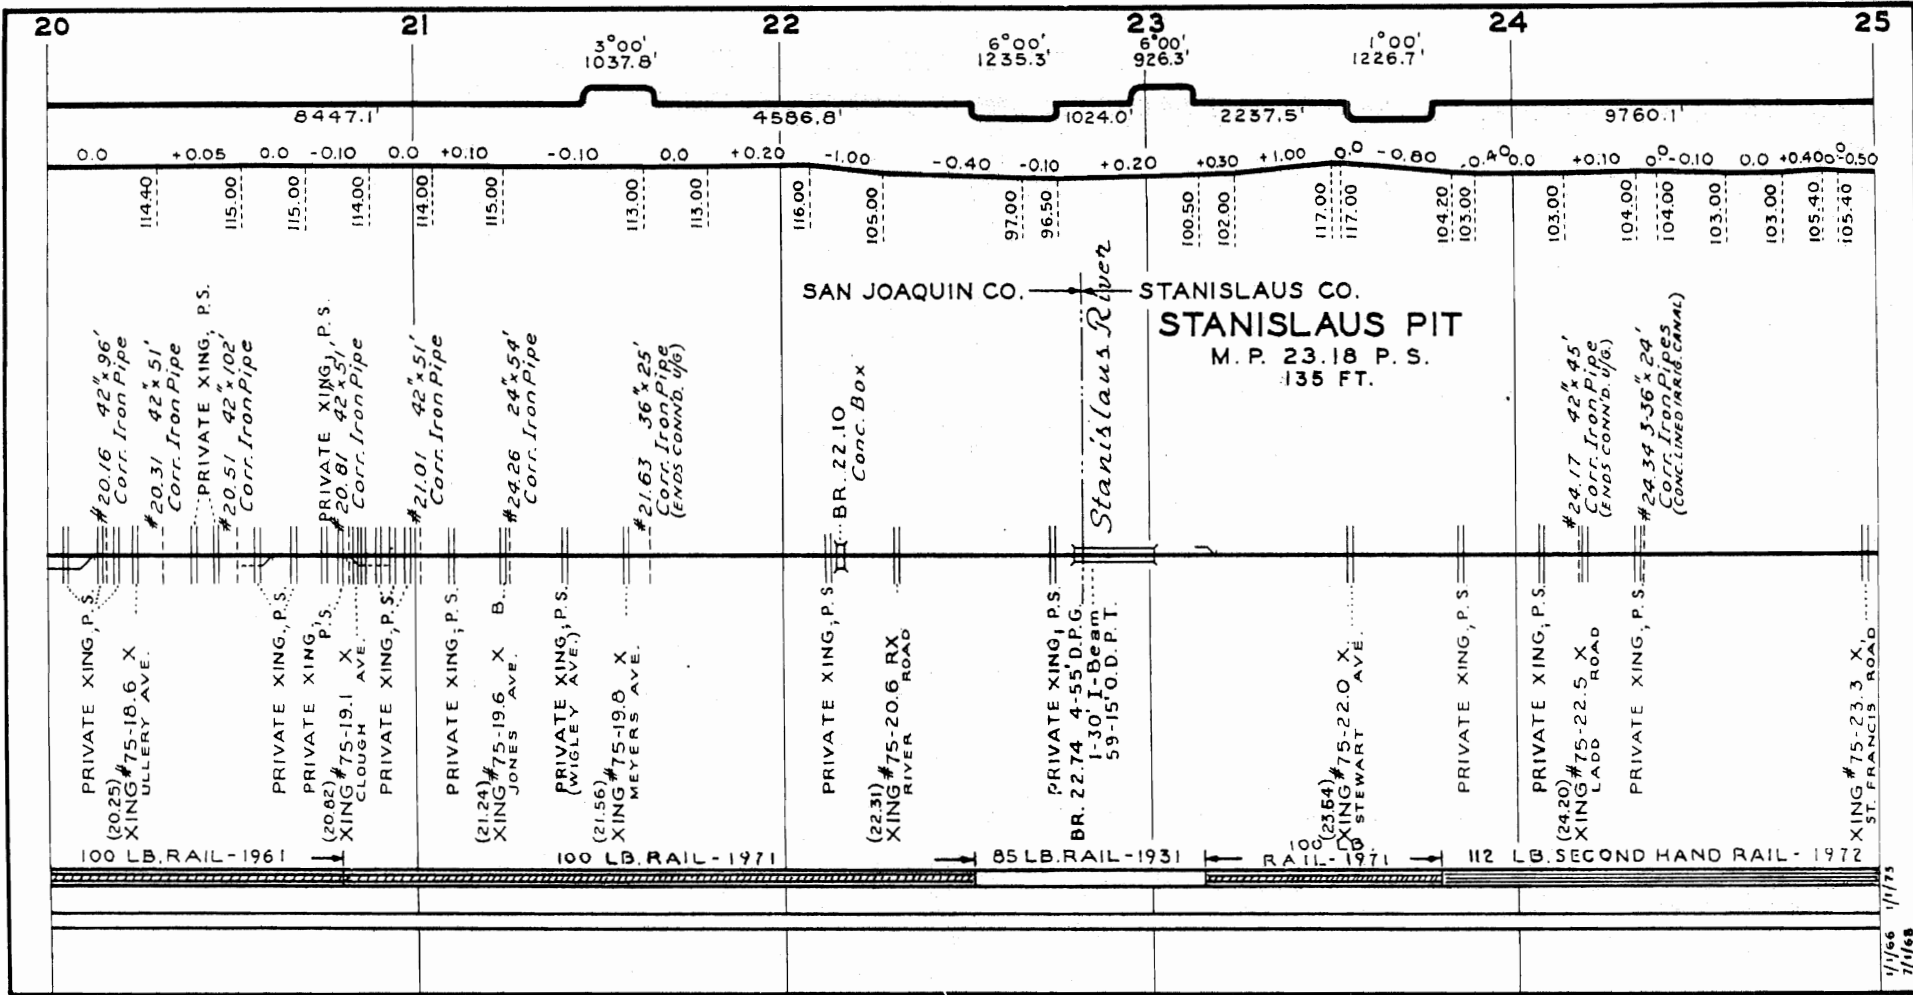 20 21 22 23 24 25
3°00' 6°00' 6°00' 1°00'
1037.8' 1235.3' 926.3' 1226.7'
8447.1' 4586.8' 1024.0' 2237.5' 9760.1'
0.0 +0.05 0.0 -0.10 0.0 +0.10 -0.10 0.0 +0.20 -1.00 -0.40 -0.10 +0.20 +0.30 +1.00 0.0 -0.80 -0.40 0.0 +0.10 0.0 -0.10 0.0 +0.40 0.0 -0.50
114.40 115.00 115.00 114.00 114.00 115.00 113.00 113.00 116.00 105.00 97.00 96.50 100.50 102.00 117.00 117.00 104.20 103.00 103.00 104.00 104.00 103.00 103.00 105.40 105.40
SAN JOAQUIN CO. STANISLAUS CO.
STANISLAUS PIT
M. P. 23.18 P. S.
135 FT.
#20.16 42"x96'
Corr. Iron Pipe
#20.31 42"x51'
Corr. Iron Pipe
PRIVATE XING, P.S.
#20.51 42"x102'
Corr. Iron Pipe
PRIVATE XING, P.S.
#20.81 42"x51'
Corr. Iron Pipe
#21.01 42"x51'
Corr. Iron Pipe
#24.26 24"x54'
Corr. Iron Pipe
#21.63 36"x25'
Corr. Iron Pipe
(ENDS CONN'D. U/G)
BR. 22.10
Conc. Box
Stanislaus River
#24.17 42"x45'
Corr. Iron Pipe
(ENDS CONN'D. U/G.)
#24.34 3-36"x24'
Corr. Iron Pipes
(CONC. LINED IRRIG. CANAL)
PRIVATE XING, P.S.
(20.25)
XING #75-18.6 X
ULLERY AVE.
PRIVATE XING., P.S.
PRIVATE XING,
P.S.
(20.82)
XING #75-19.1 X
CLOUGH AVE.
PRIVATE XING, P.S.
PRIVATE XING, P.S.
(21.24)
XING #75-19.6 X B
JONES AVE.
PRIVATE XING, P.S.
(WIGLEY AVE.)
(21.56)
XING #75-19.8 X
MEYERS AVE.
PRIVATE XING, P.S.
(22.31)
XING #75-20.6 RX
RIVER ROAD
PRIVATE XING, P.S.
BR. 22.74 4-55' D.P.G.
1-30' I-Beam
59-15' O.D.P.T.
(23.54)
XING #75-22.0 X
STEWART AVE.
PRIVATE XING, P.S.
PRIVATE XING, P.S.
(24.20)
XING #75-22.5 X
LADD ROAD
PRIVATE XING, P.S.
XING #75-23.3 X
ST. FRANCIS ROAD
100 LB. RAIL-1961 100 LB. RAIL-1971 85 LB. RAIL-1931 100 LB. RAIL-1971 112 LB. SECOND HAND RAIL-1972
1/1/73
1/1/66
7/1/68